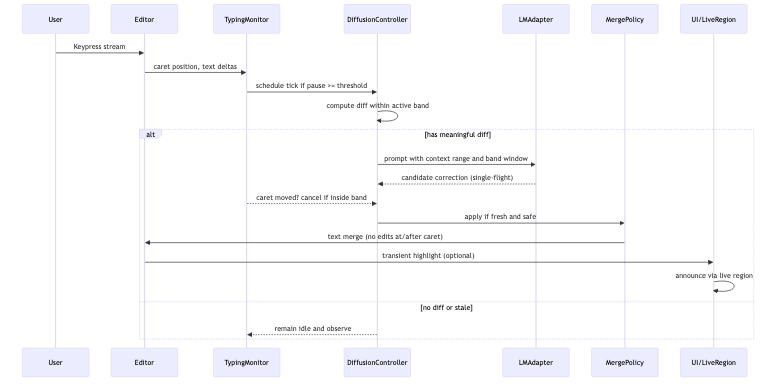 User Editor TypingMonitor DiffusionController LMAdapter MergePolicy UI/LiveRegion
Keypress stream
caret position, text deltas
schedule tick if pause >= threshold
compute diff within active band
alt [has meaningful diff]
prompt with context range and band window
candidate correction (single-flight)
caret moved? cancel if inside band
apply if fresh and safe
text merge (no edits at/after caret)
transient highlight (optional)
announce via live region
[no diff or stale]
remain idle and observe
User Editor TypingMonitor DiffusionController LMAdapter MergePolicy UI/LiveRegion